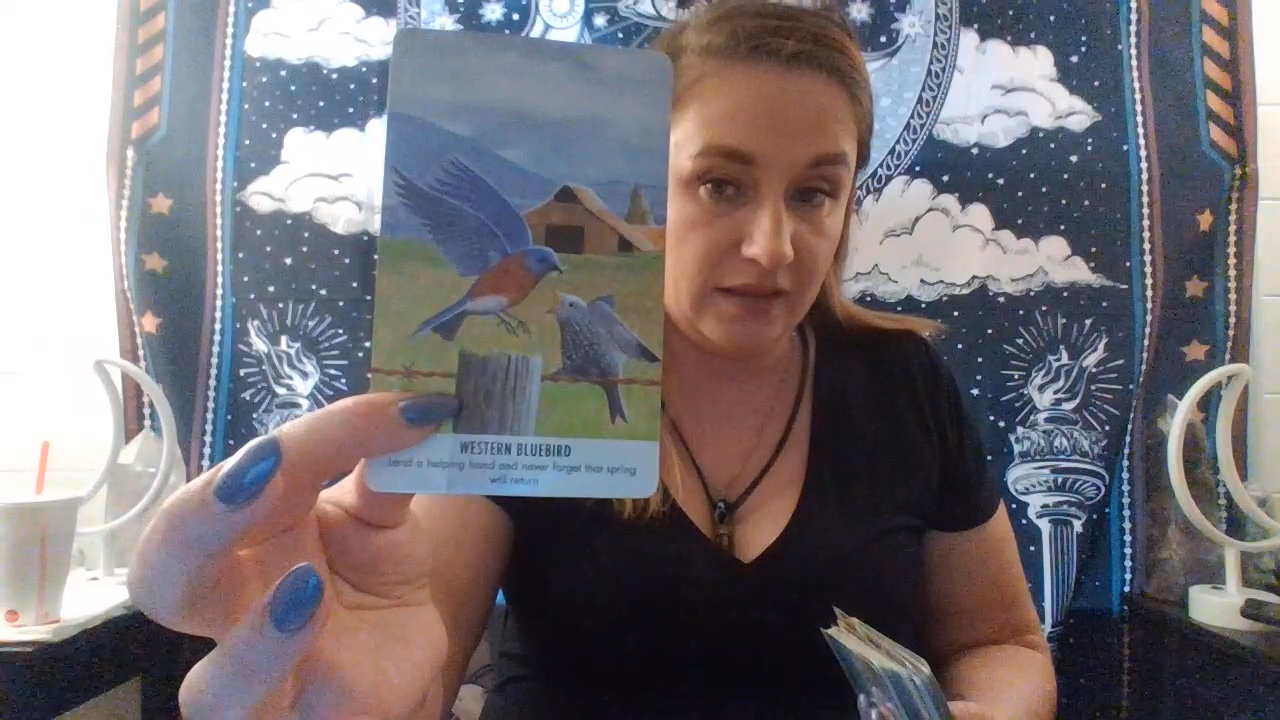 WESTERN BLUEBIRD
Lend a helping hand and never forget that spring
will return